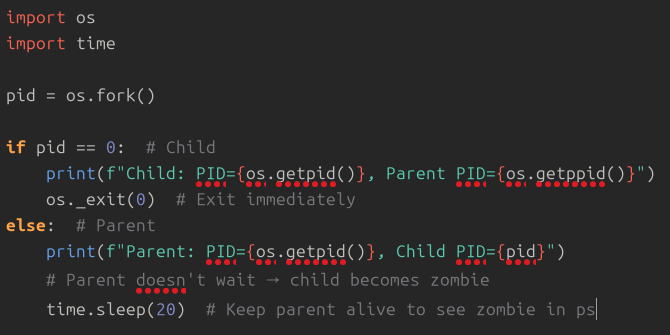 import os
import time
pid = os.fork()
if pid == 0:  # Child
    print(f"Child: PID={os.getpid()}, Parent PID={os.getppid()}")
    os._exit(0)  # Exit immediately
else:  # Parent
    print(f"Parent: PID={os.getpid()}, Child PID={pid}")
    # Parent doesn't wait → child becomes zombie
    time.sleep(20)  # Keep parent alive to see zombie in ps